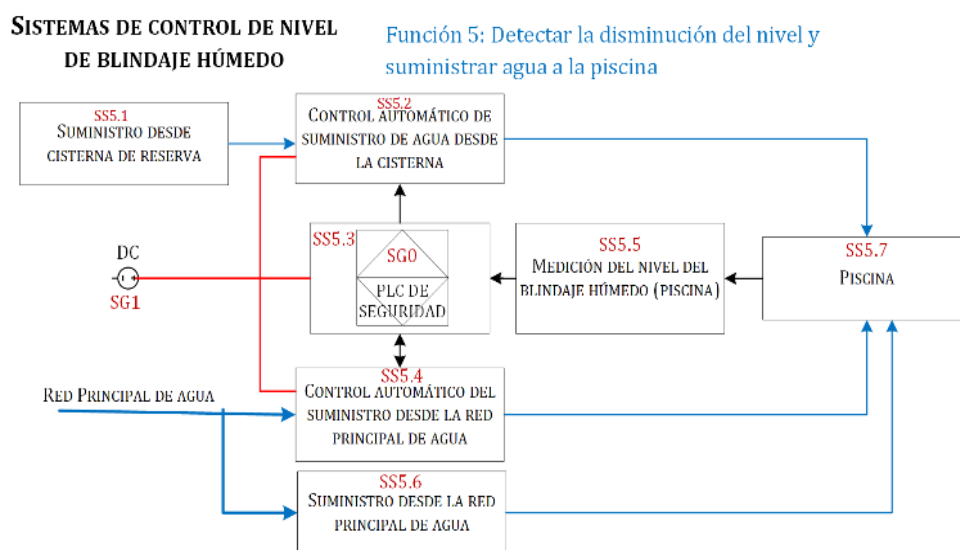 SISTEMAS DE CONTROL DE NIVEL
DE BLINDAJE HÚMEDO
Función 5: Detectar la disminución del nivel y
suministrar agua a la piscina
SS5.1
SUMINISTRO DESDE
CISTERNA DE RESERVA
SS5.2
CONTROL AUTOMÁTICO DE
SUMINISTRO DE AGUA DESDE
LA CISTERNA
DC
SG1
SS5.3
SG0
PLC DE
SEGURIDAD
SS5.5
MEDICIÓN DEL NIVEL DEL
BLINDAJE HÚMEDO (PISCINA)
SS5.7
PISCINA
RED PRINCIPAL DE AGUA
SS5.4
CONTROL AUTOMÁTICO DEL
SUMINISTRO DESDE LA RED
PRINCIPAL DE AGUA
SS5.6
SUMINISTRO DESDE LA RED
PRINCIPAL DE AGUA